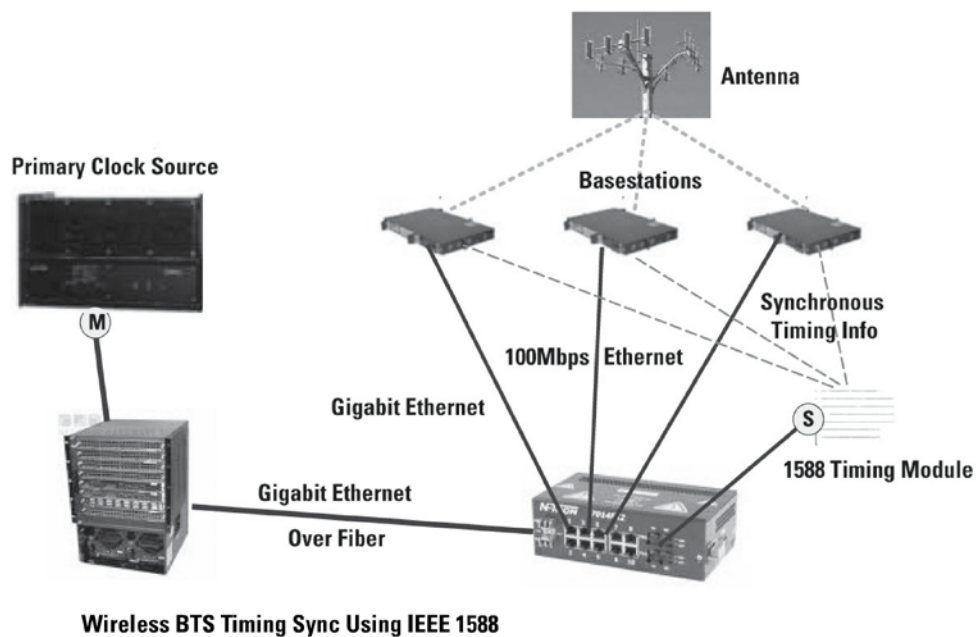 Antenna
Primary Clock Source
Basestations
M
Synchronous
Timing Info
100Mbps Ethernet
Gigabit Ethernet
S
1588 Timing Module
Gigabit Ethernet
Over Fiber
Wireless BTS Timing Sync Using IEEE 1588